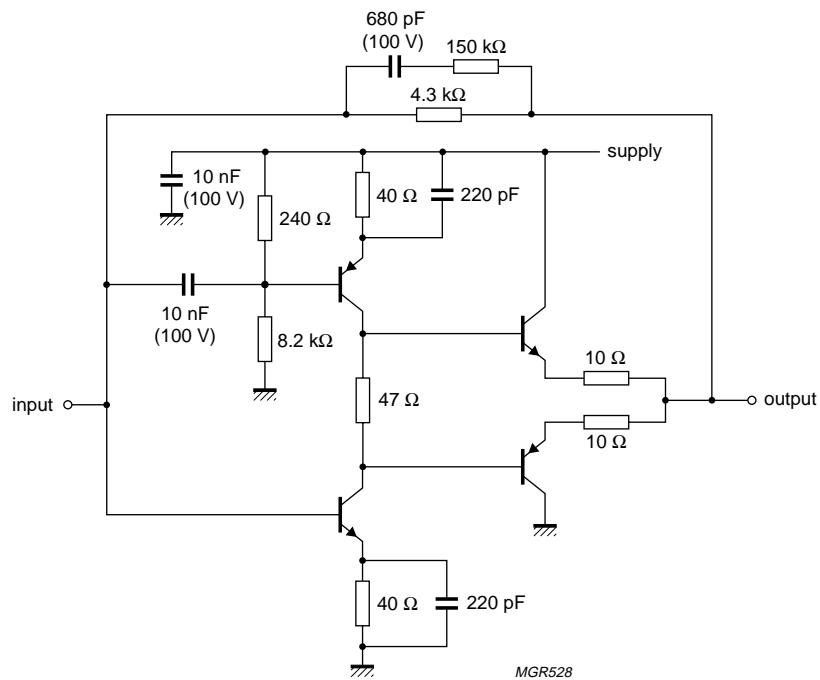 680 pF
(100 V)
150 kΩ
4.3 kΩ
supply
10 nF
(100 V)
40 Ω
220 pF
240 Ω
10 nF
(100 V)
8.2 kΩ
10 Ω
input
47 Ω
output
10 Ω
40 Ω
220 pF
MGR528